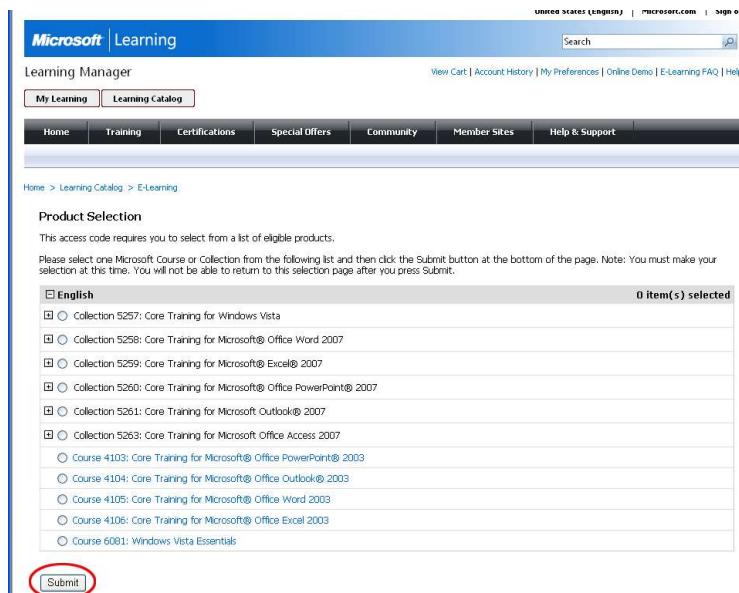 United States (English) | Microsoft.com | Sign o
Microsoft Learning
Search
Learning Manager
View Cart | Account History | My Preferences | Online Demo | E-Learning FAQ | Help
My Learning
Learning Catalog
Home Training Certifications Special Offers Community Member Sites Help & Support
Home > Learning Catalog > E-Learning
Product Selection
This access code requires you to select from a list of eligible products.
Please select one Microsoft Course or Collection from the following list and then click the Submit button at the bottom of the page. Note: You must make your
selection at this time. You will not be able to return to this selection page after you press Submit.
English 0 item(s) selected
Collection 5257: Core Training for Windows Vista
Collection 5258: Core Training for Microsoft® Office Word 2007
Collection 5259: Core Training for Microsoft® Excel® 2007
Collection 5260: Core Training for Microsoft® Office PowerPoint® 2007
Collection 5261: Core Training for Microsoft Outlook® 2007
Collection 5263: Core Training for Microsoft Office Access 2007
Course 4103: Core Training for Microsoft® Office PowerPoint® 2003
Course 4104: Core Training for Microsoft® Office Outlook® 2003
Course 4105: Core Training for Microsoft® Office Word 2003
Course 4106: Core Training for Microsoft® Office Excel 2003
Course 6081: Windows Vista Essentials
Submit